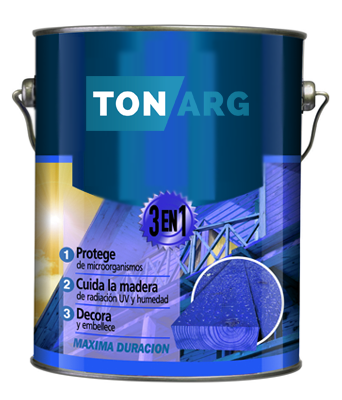 TON ARG
3 EN 1
1 Protege
de microorganismos
2 Cuida la madera
de radiación UV y humedad
3 Decora
y embellece
MAXIMA DURACION